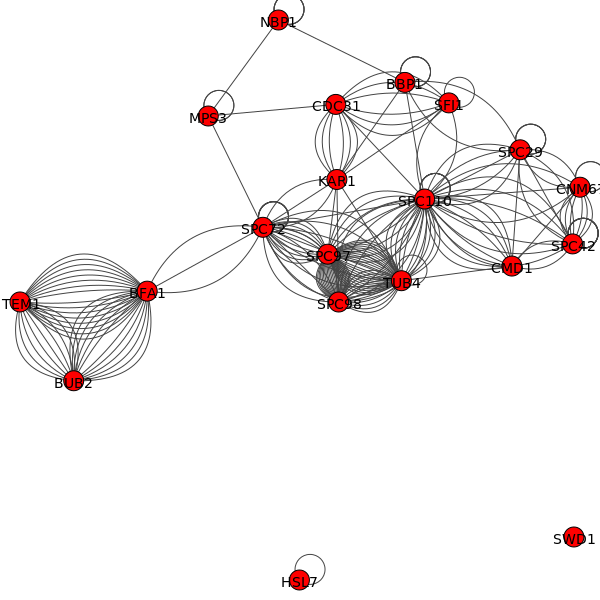 NBP1
BBP1
SFI1
CDC31
MPS3
SPC29
KAR1
CNM67
SPC110
SPC72
SPC42
SPC97
CMD1
TUB4
BFA1
TEM1
SPC98
BUB2
SWD1
HSL7